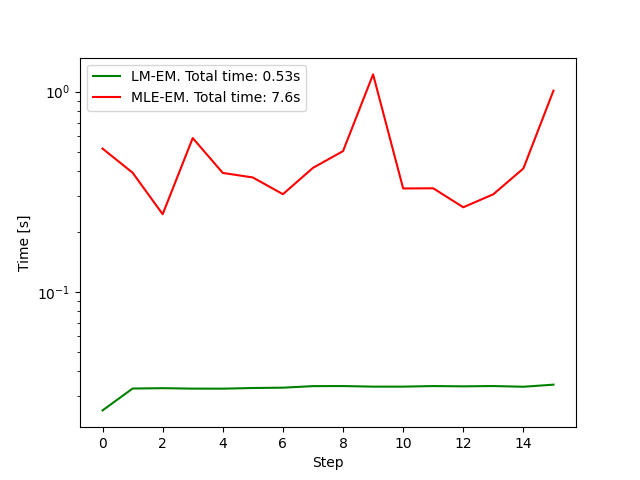 LM-EM. Total time: 0.53s
MLE-EM. Total time: 7.6s
10⁰
10⁻¹
Time [s]
0 2 4 6 8 10 12 14
Step